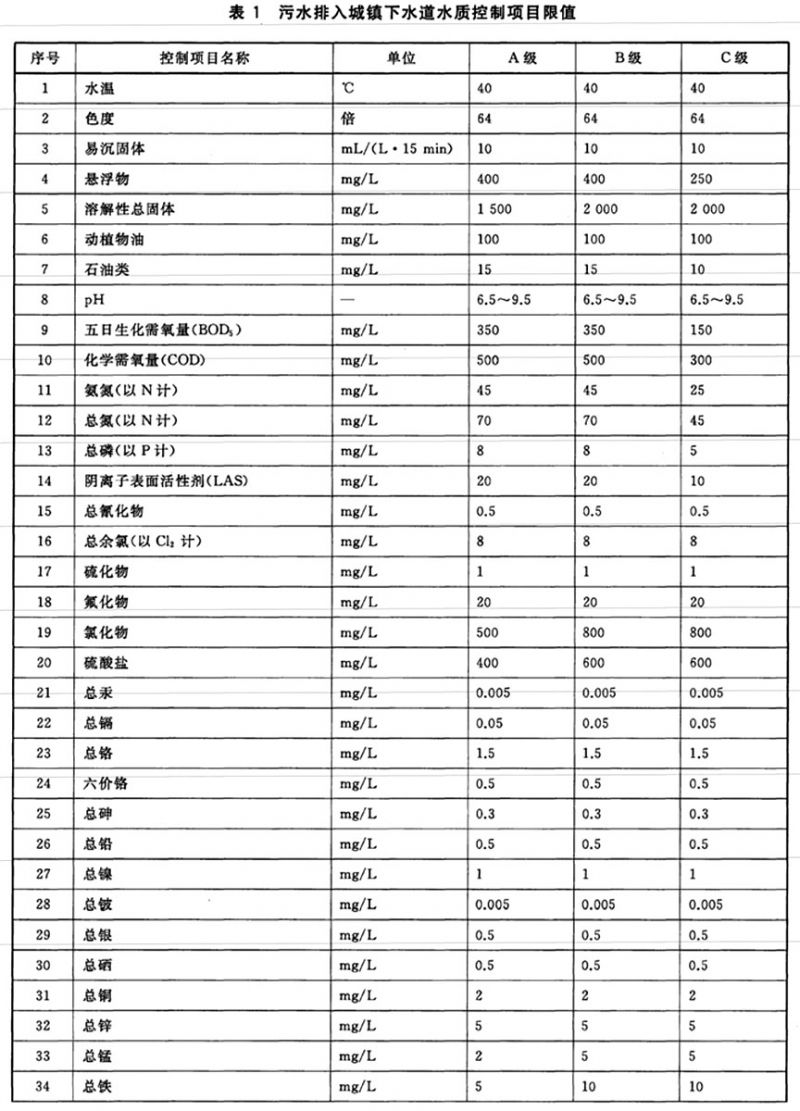 表 1 污水排入城镇下水道水质控制项目限值
序号 控制项目名称 单位 A 级 B 级 C 级
1 水温 ℃ 40 40 40
2 色度 倍 64 64 64
3 易沉固体 mL/(L·15 min) 10 10 10
4 悬浮物 mg/L 400 400 250
5 溶解性总固体 mg/L 1 500 2 000 2 000
6 动植物油 mg/L 100 100 100
7 石油类 mg/L 15 15 10
8 pH — 6.5～9.5 6.5～9.5 6.5～9.5
9 五日生化需氧量(BOD₅) mg/L 350 350 150
10 化学需氧量(COD) mg/L 500 500 300
11 氨氮(以 N 计) mg/L 45 45 25
12 总氮(以 N 计) mg/L 70 70 45
13 总磷(以 P 计) mg/L 8 8 5
14 阴离子表面活性剂(LAS) mg/L 20 20 10
15 总氰化物 mg/L 0.5 0.5 0.5
16 总余氯(以 Cl₂ 计) mg/L 8 8 8
17 硫化物 mg/L 1 1 1
18 氟化物 mg/L 20 20 20
19 氯化物 mg/L 500 800 800
20 硫酸盐 mg/L 400 600 600
21 总汞 mg/L 0.005 0.005 0.005
22 总镉 mg/L 0.05 0.05 0.05
23 总铬 mg/L 1.5 1.5 1.5
24 六价铬 mg/L 0.5 0.5 0.5
25 总砷 mg/L 0.3 0.3 0.3
26 总铅 mg/L 0.5 0.5 0.5
27 总镍 mg/L 1 1 1
28 总铍 mg/L 0.005 0.005 0.005
29 总银 mg/L 0.5 0.5 0.5
30 总硒 mg/L 0.5 0.5 0.5
31 总铜 mg/L 2 2 2
32 总锌 mg/L 5 5 5
33 总锰 mg/L 2 5 5
34 总铁 mg/L 5 10 10